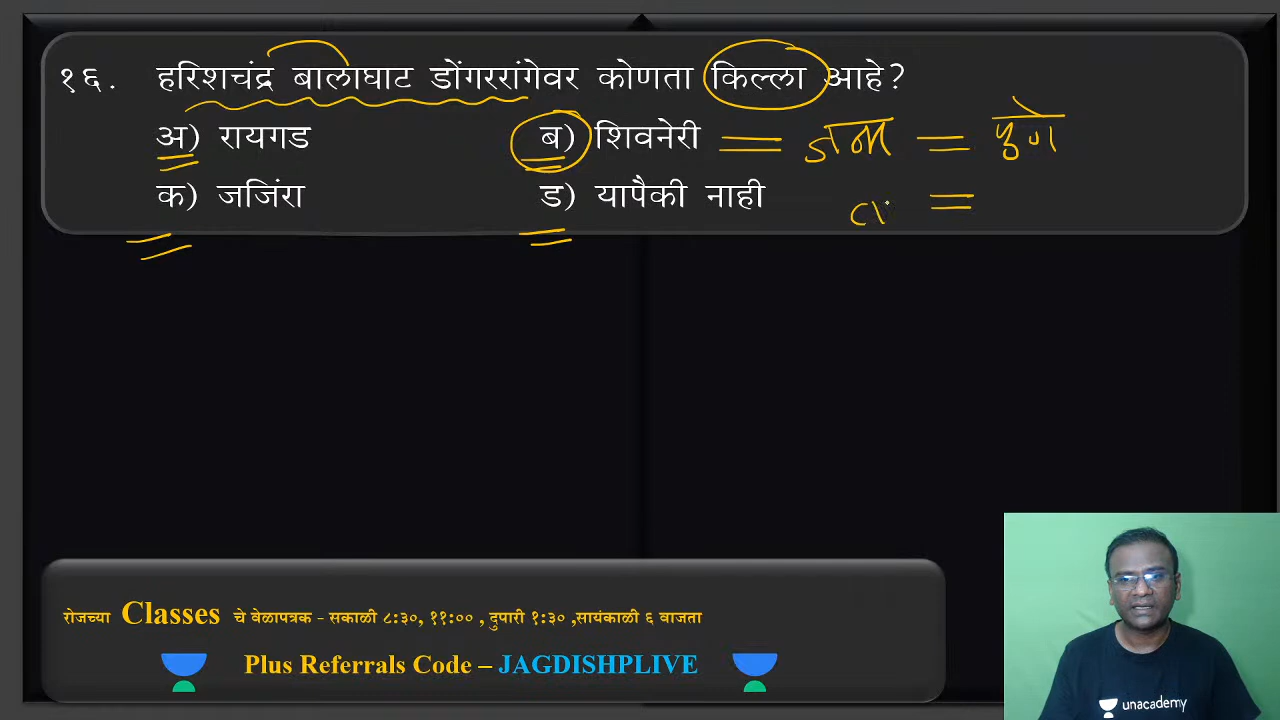 १६. हरिशचंद्र बालाघाट डोंगररांगेवर कोणता किल्ला आहे?
अ) रायगड ब) शिवनेरी = जन्म = पुणे
क) जजिंरा ड) यापैकी नाही =
रोजच्या Classes चे वेळापत्रक - सकाळी ८:३०, ११:०० , दुपारी १:३० ,सायंकाळी ६ वाजता
Plus Referrals Code – JAGDISHPLIVE
unacademy